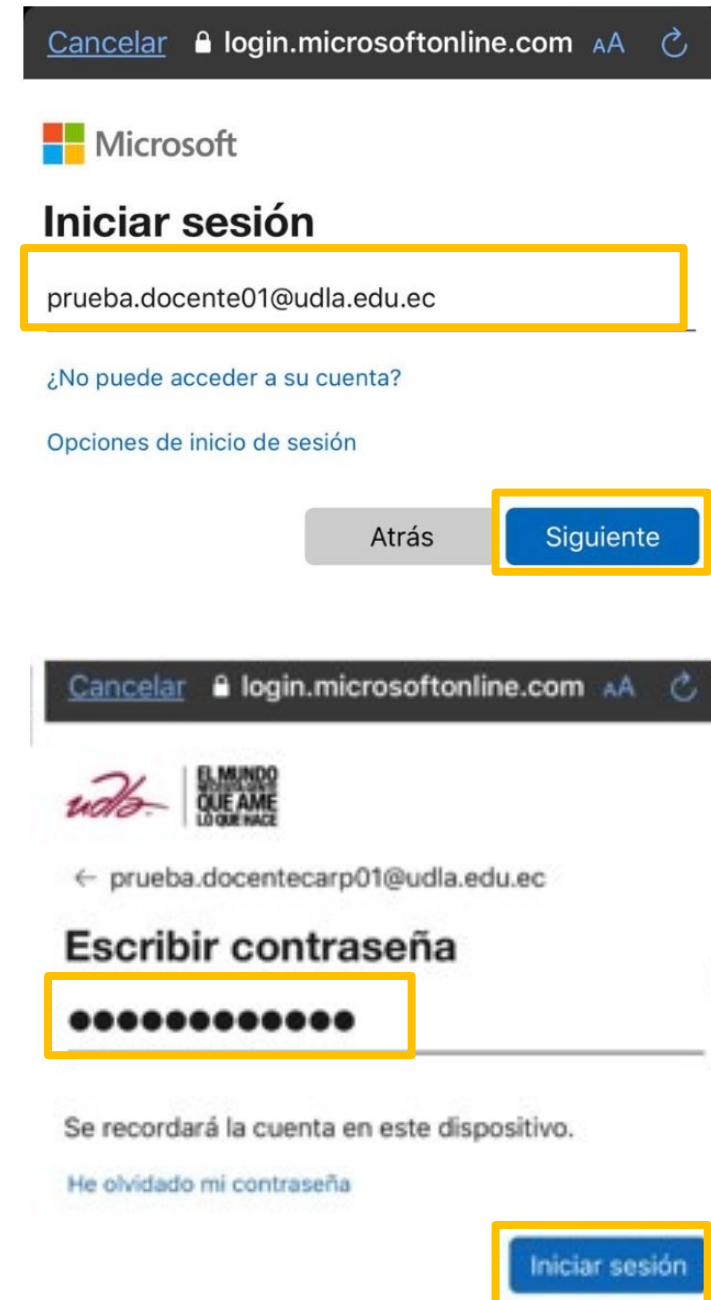 Cancelar login.microsoftonline.com AA
Microsoft
Iniciar sesión
prueba.docente01@udla.edu.ec
¿No puede acceder a su cuenta?
Opciones de inicio de sesión
Atrás Siguiente
Cancelar login.microsoftonline.com AA
udla-
EL MUNDO
NECESITA GENTE
QUE AME
LO QUE HACE
← prueba.docentecarp01@udla.edu.ec
Escribir contraseña
●●●●●●●●●●●●
Se recordará la cuenta en este dispositivo.
He olvidado mi contraseña
Iniciar sesión